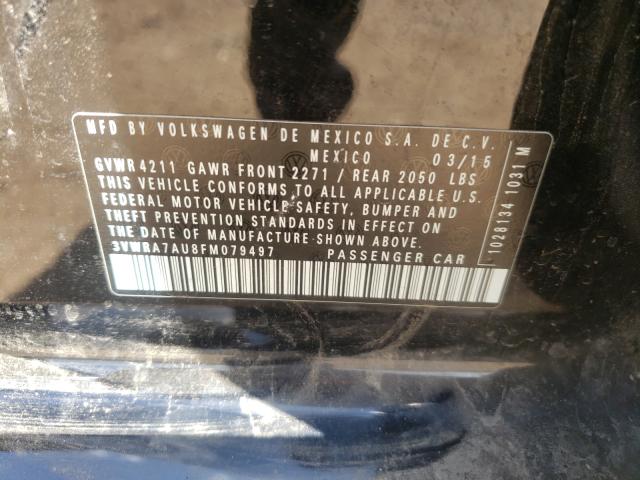 MFD BY VOLKSWAGEN DE MEXICO S.A. DE C.V.
MEXICO 03/15
GVWR 4211 GAWR FRONT 2271 / REAR 2050 LBS
THIS VEHICLE CONFORMS TO ALL APPLICABLE U.S.
FEDERAL MOTOR VEHICLE SAFETY, BUMPER AND
THEFT PREVENTION STANDARDS IN EFFECT ON
THE DATE OF MANUFACTURE SHOWN ABOVE.
3VWRA7AU8FM079497 PASSENGER CAR
1028134 1031 M